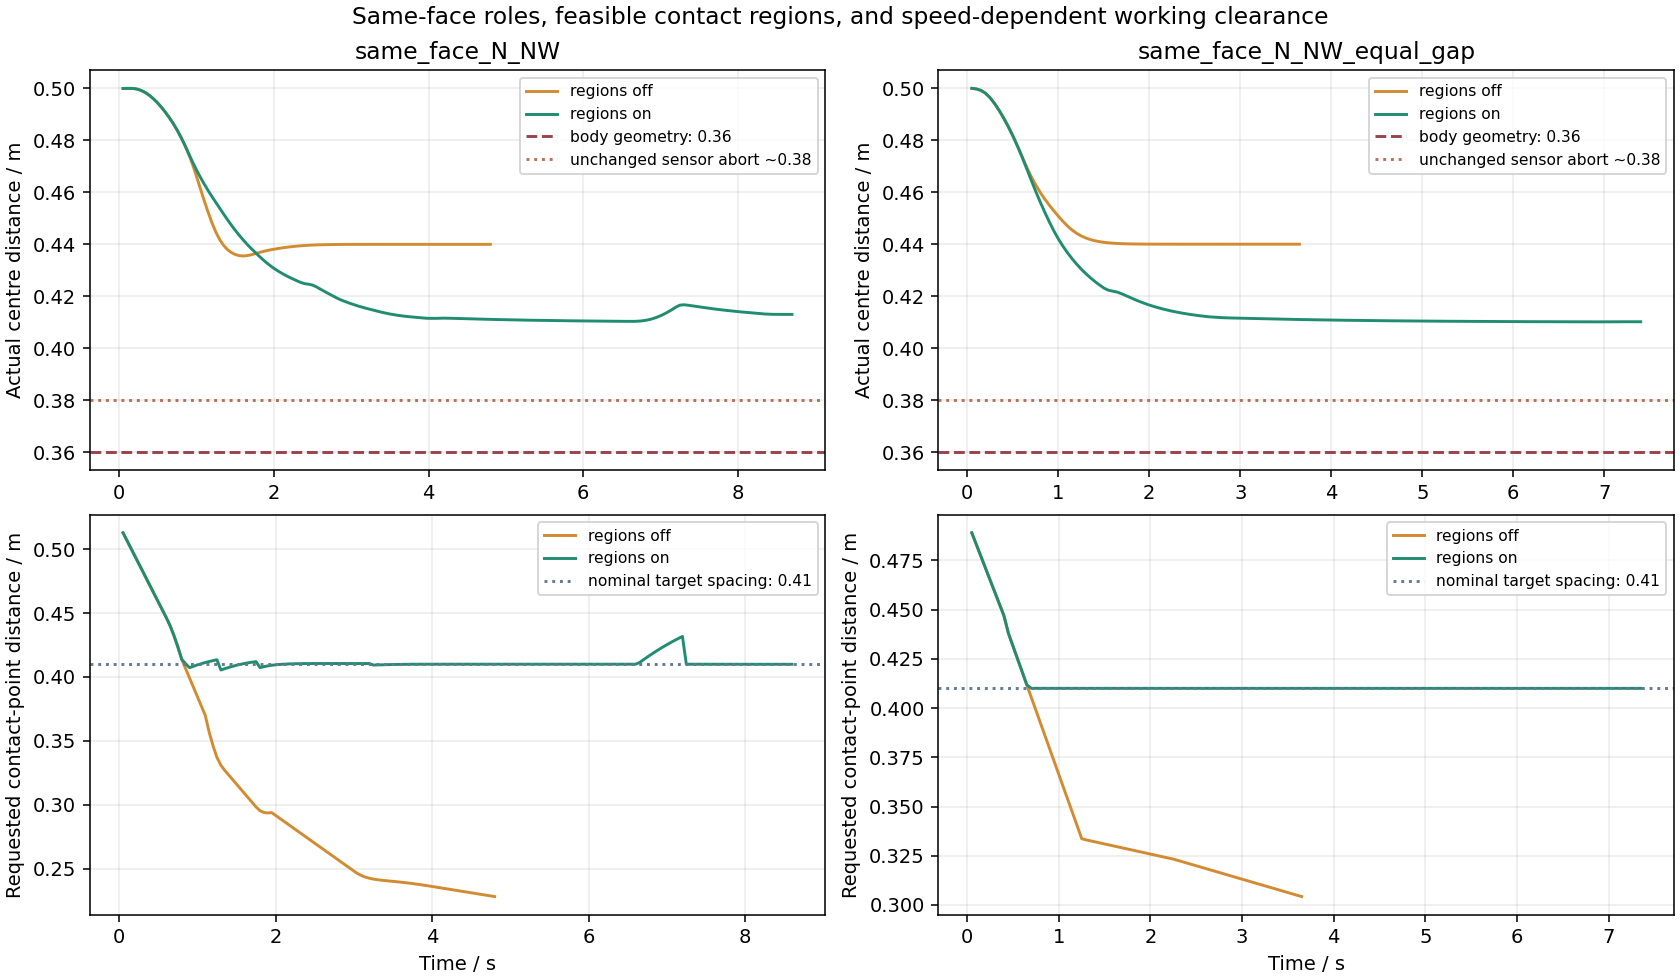 Same-face roles, feasible contact regions, and speed-dependent working clearance
same_face_N_NW
Actual centre distance / m
0.50
0.48
0.46
0.44
0.42
0.40
0.38
0.36
regions off
regions on
body geometry: 0.36
unchanged sensor abort ~0.38
0 2 4 6 8
same_face_N_NW_equal_gap
Actual centre distance / m
0.50
0.48
0.46
0.44
0.42
0.40
0.38
0.36
regions off
regions on
body geometry: 0.36
unchanged sensor abort ~0.38
0 1 2 3 4 5 6 7
Requested contact-point distance / m
0.50
0.45
0.40
0.35
0.30
0.25
regions off
regions on
nominal target spacing: 0.41
0 2 4 6 8
Time / s
Requested contact-point distance / m
0.475
0.450
0.425
0.400
0.375
0.350
0.325
0.300
regions off
regions on
nominal target spacing: 0.41
0 1 2 3 4 5 6 7
Time / s